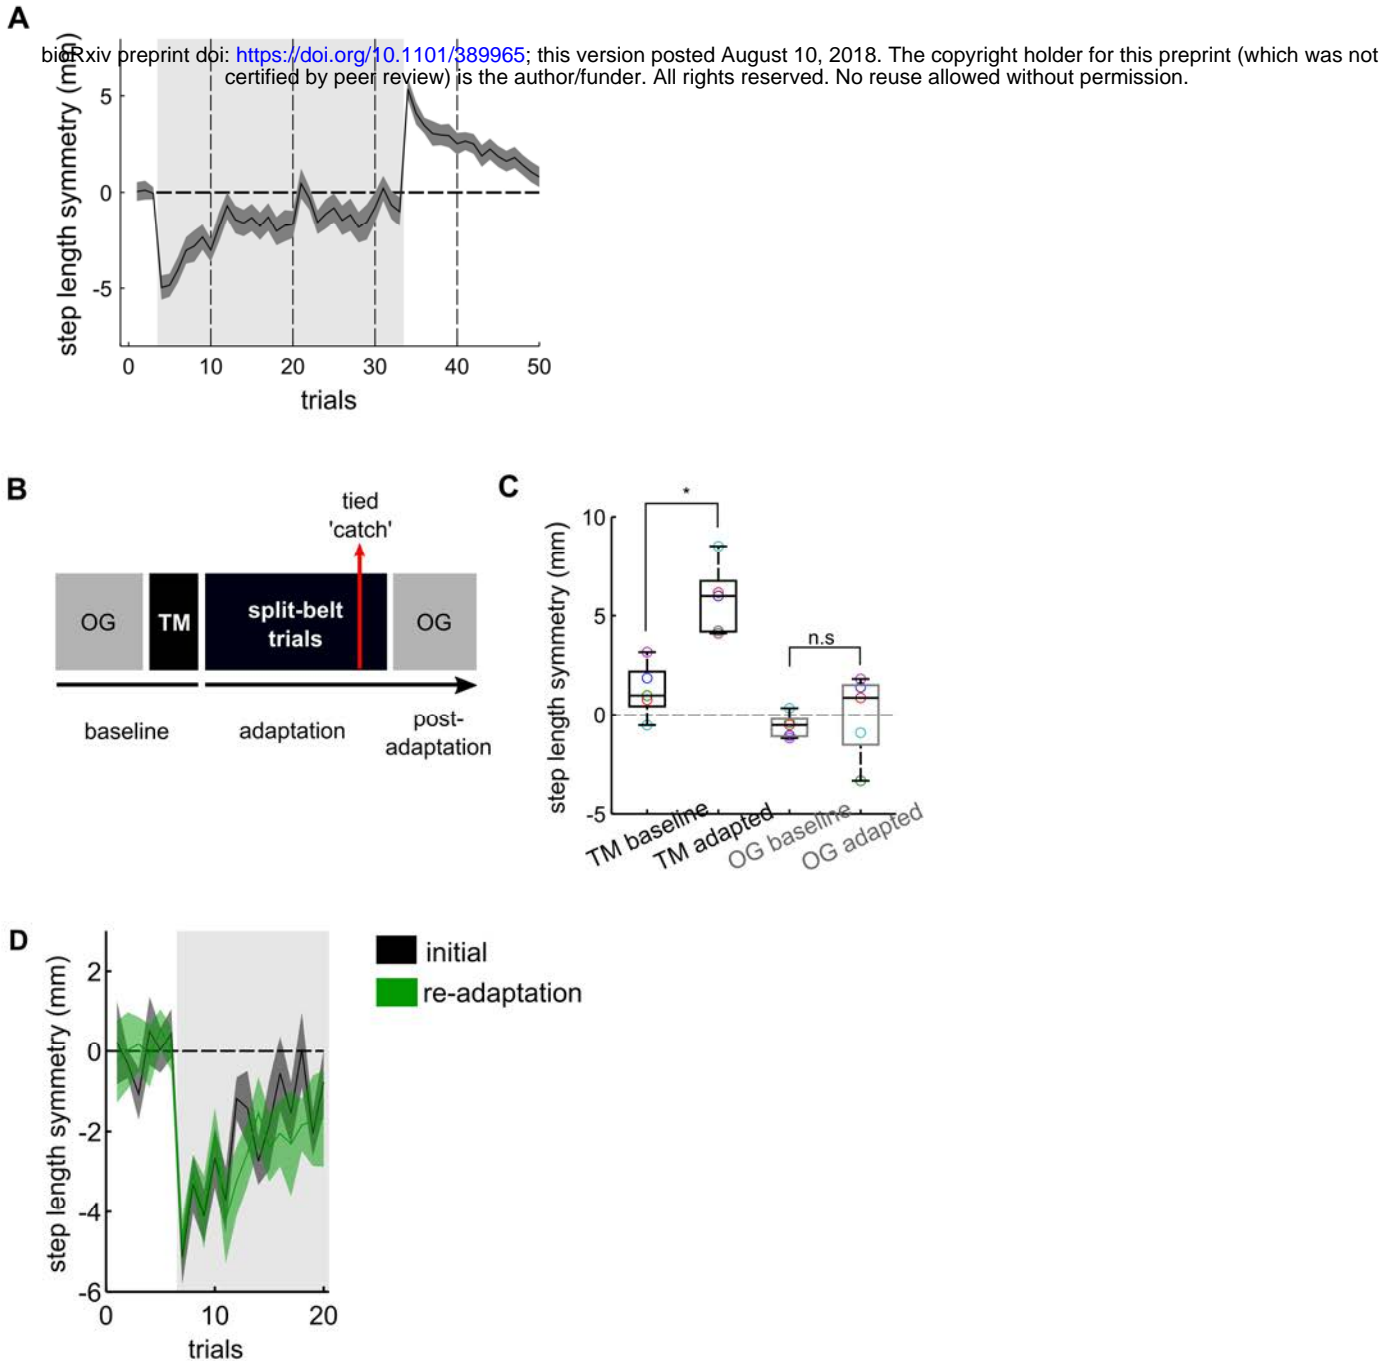 A
bioRxiv preprint doi: https://doi.org/10.1101/389965; this version posted August 10, 2018. The copyright holder for this preprint (which was not
certified by peer review) is the author/funder. All rights reserved. No reuse allowed without permission.
step length symmetry (mm)
5
0
-5
0 10 20 30 40 50
trials
B
tied
'catch'
OG TM split-belt trials OG
baseline adaptation post-adaptation
C
*
n.s
step length symmetry (mm)
10
5
0
-5
TM baseline TM adapted OG baseline OG adapted
D
initial
re-adaptation
step length symmetry (mm)
2
0
-2
-4
-6
0 10 20
trials